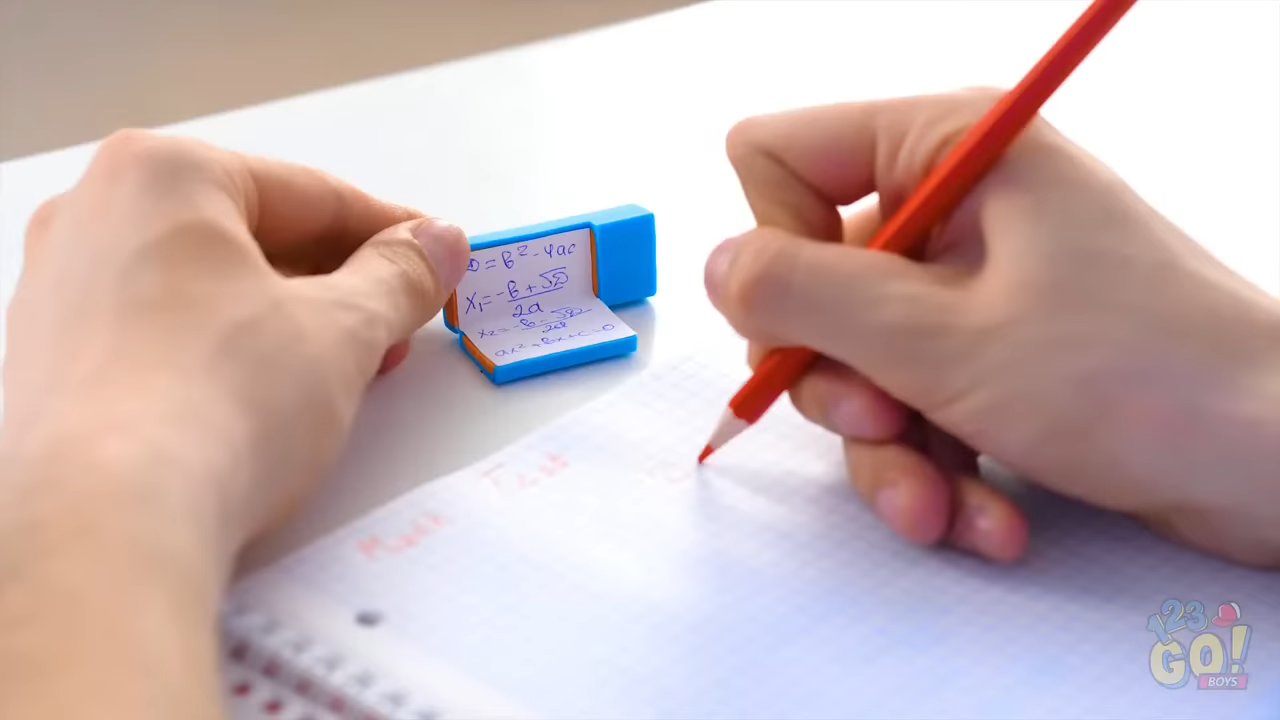 D = b² - 4ac
X₁ = -b + √D / 2a
X₂ = -b - √D / 2a
ax² + bx + c = 0
Test
Math
123
GO!
BOYS